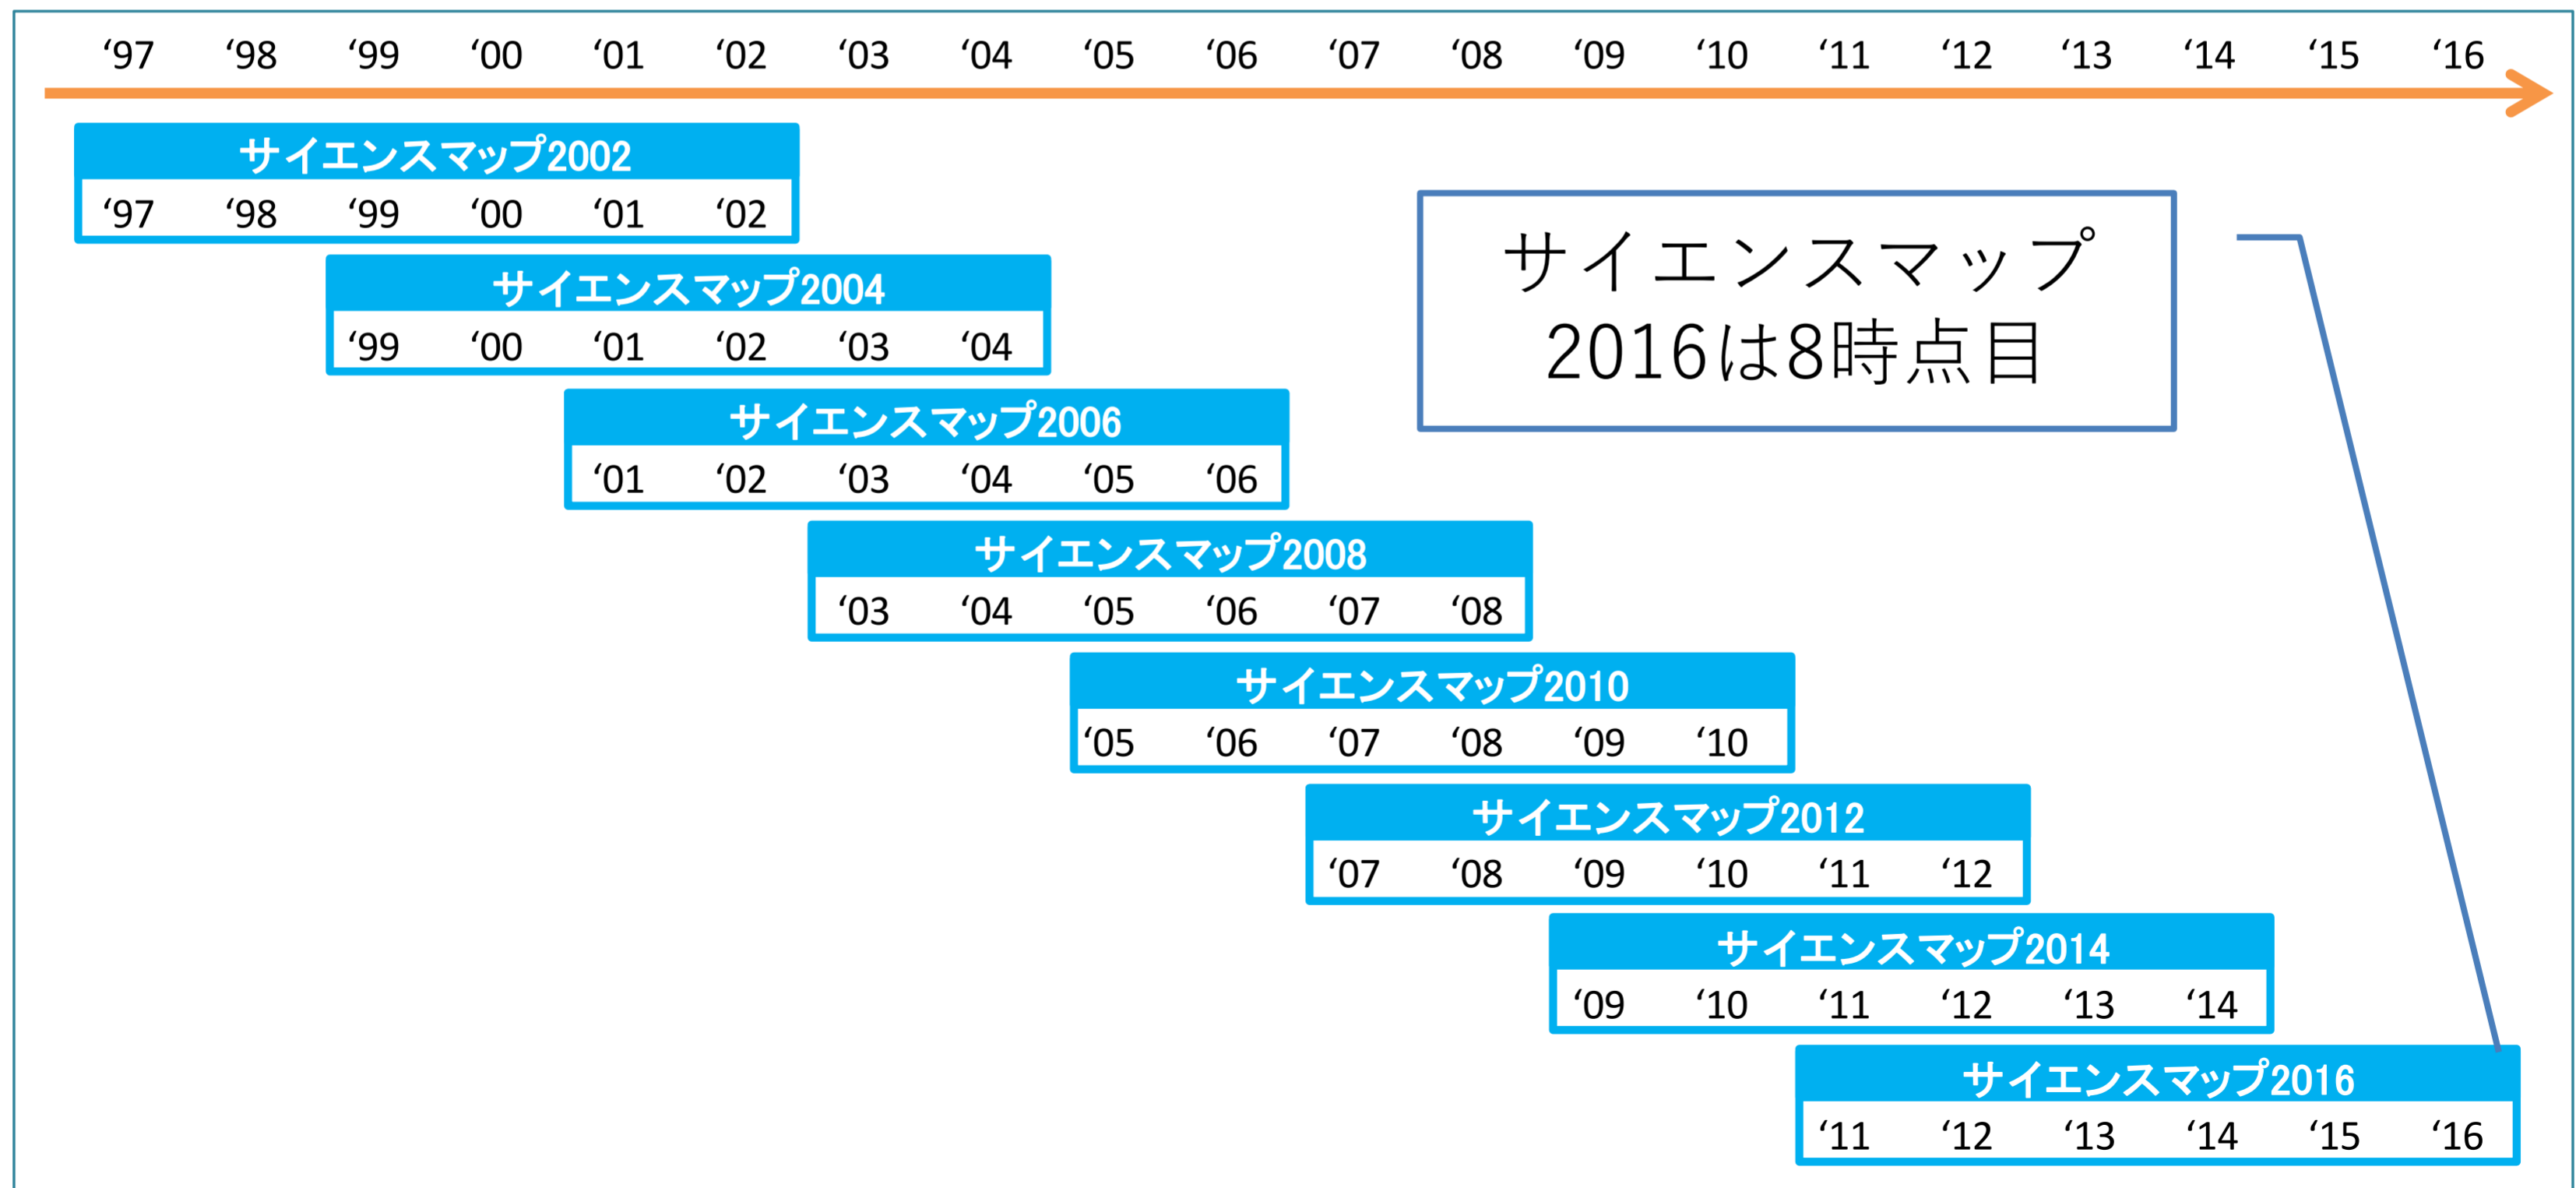 ‘97 ‘98 ‘99 ‘00 ‘01 ‘02 ‘03 ‘04 ‘05 ‘06 ‘07 ‘08 ‘09 ‘10 ‘11 ‘12 ‘13 ‘14 ‘15 ‘16
サイエンスマップ2002
‘97 ‘98 ‘99 ‘00 ‘01 ‘02
サイエンスマップ
2016は8時点目
サイエンスマップ2004
‘99 ‘00 ‘01 ‘02 ‘03 ‘04
サイエンスマップ2006
‘01 ‘02 ‘03 ‘04 ‘05 ‘06
サイエンスマップ2008
‘03 ‘04 ‘05 ‘06 ‘07 ‘08
サイエンスマップ2010
‘05 ‘06 ‘07 ‘08 ‘09 ‘10
サイエンスマップ2012
‘07 ‘08 ‘09 ‘10 ‘11 ‘12
サイエンスマップ2014
‘09 ‘10 ‘11 ‘12 ‘13 ‘14
サイエンスマップ2016
‘11 ‘12 ‘13 ‘14 ‘15 ‘16